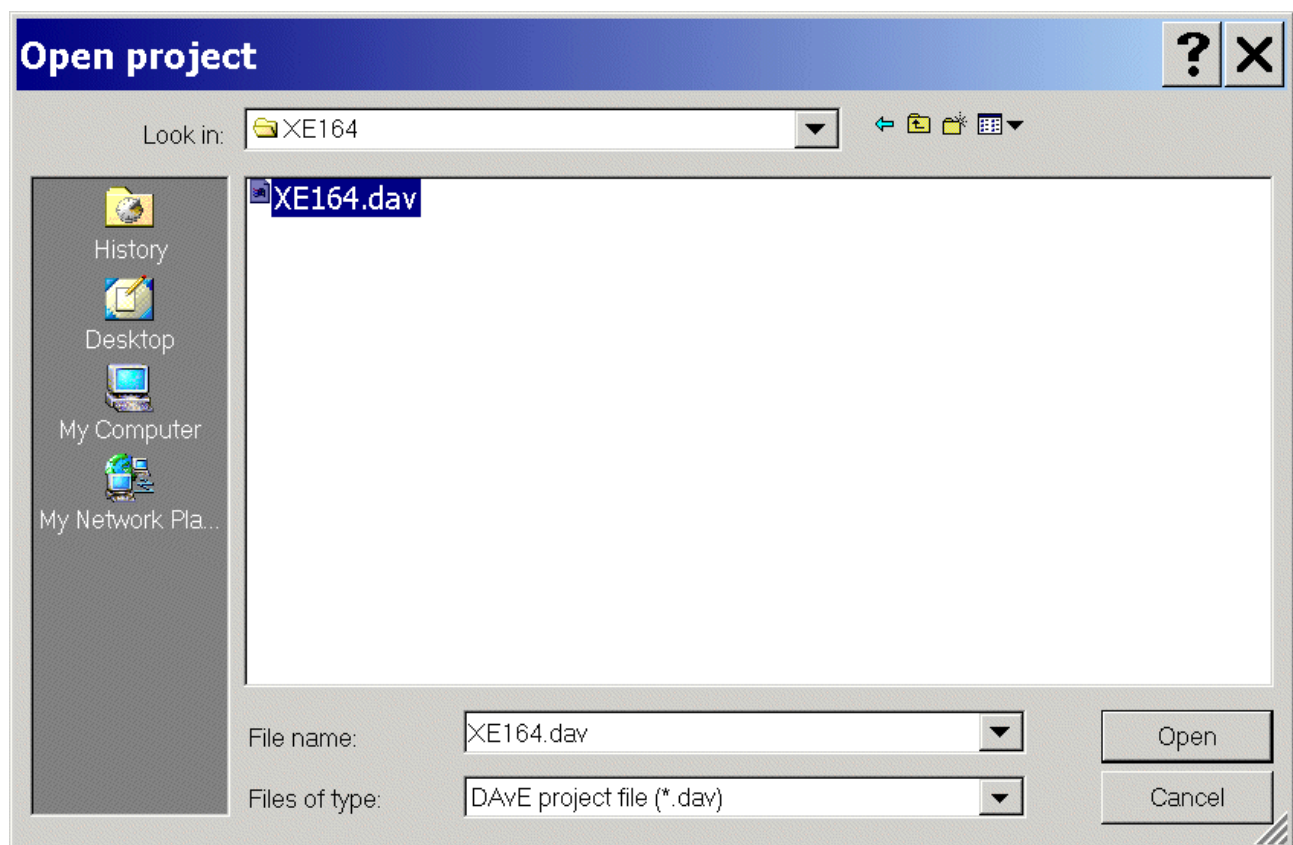 Open project
Look in:
XE164
XE164.dav
History
Desktop
My Computer
My Network Pla...
File name:
XE164.dav
Open
Files of type:
DAvE project file (*.dav)
Cancel